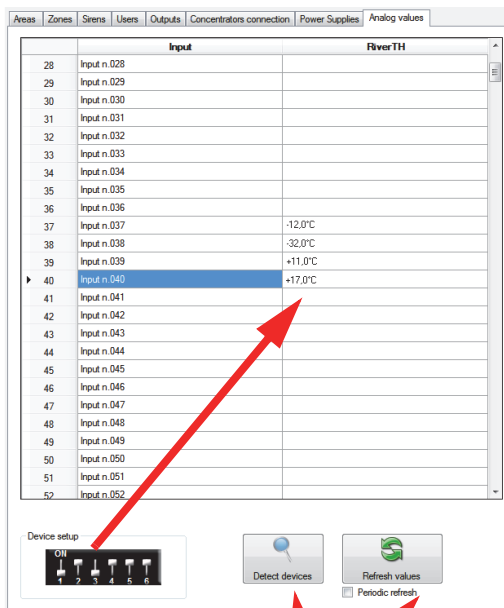 Areas Zones Sirens Users Outputs Concentrators connection Power Supplies Analog values
Input RiverTH
28 Input n.028
29 Input n.029
30 Input n.030
31 Input n.031
32 Input n.032
33 Input n.033
34 Input n.034
35 Input n.035
36 Input n.036
37 Input n.037 -12,0°C
38 Input n.038 -32,0°C
39 Input n.039 +11,0°C
40 Input n.040 +17,0°C
41 Input n.041
42 Input n.042
43 Input n.043
44 Input n.044
45 Input n.045
46 Input n.046
47 Input n.047
48 Input n.048
49 Input n.049
50 Input n.050
51 Input n.051
52 Input n.052
Device setup
ON
1 2 3 4 5 6
Detect devices Refresh values
Periodic refresh